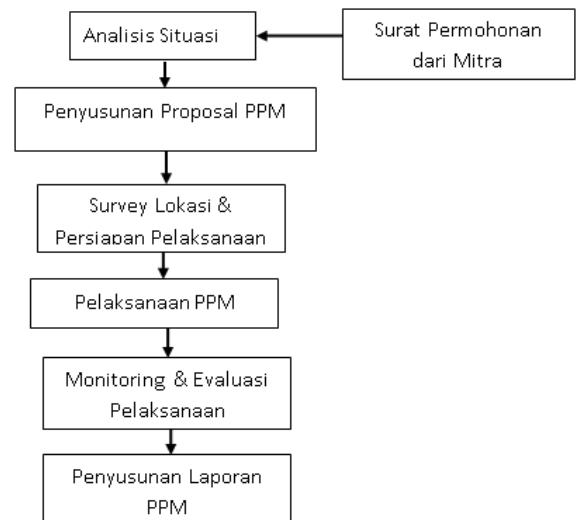 Analisis Situasi
Surat Permohonan
dari Mitra
Penyusunan Proposal PPM
Survey Lokasi &
Persiapan Pelaksanaan
Pelaksanaan PPM
Monitoring & Evaluasi
Pelaksanaan
Penyusunan Laporan
PPM